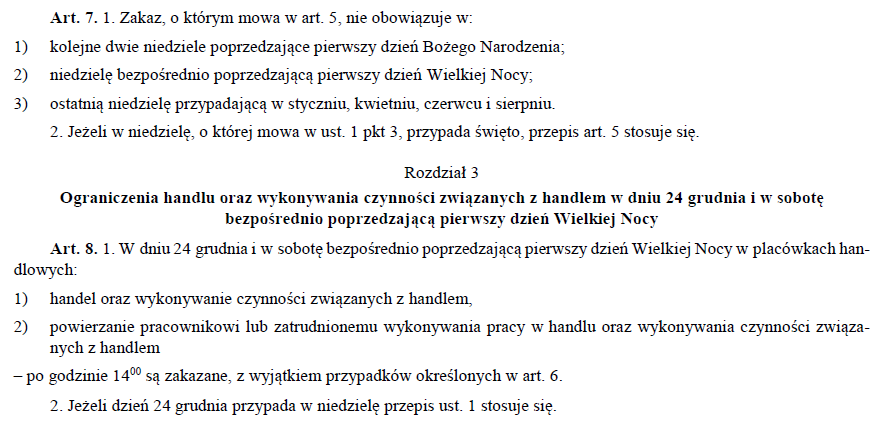 Art. 7. 1. Zakaz, o którym mowa w art. 5, nie obowiązuje w:
1) kolejne dwie niedziele poprzedzające pierwszy dzień Bożego Narodzenia;
2) niedzielę bezpośrednio poprzedzającą pierwszy dzień Wielkiej Nocy;
3) ostatnią niedzielę przypadającą w styczniu, kwietniu, czerwcu i sierpniu.
2. Jeżeli w niedzielę, o której mowa w ust. 1 pkt 3, przypada święto, przepis art. 5 stosuje się.
Rozdział 3
Ograniczenia handlu oraz wykonywania czynności związanych z handlem w dniu 24 grudnia i w sobotę
bezpośrednio poprzedzającą pierwszy dzień Wielkiej Nocy
Art. 8. 1. W dniu 24 grudnia i w sobotę bezpośrednio poprzedzającą pierwszy dzień Wielkiej Nocy w placówkach han-
dlowych:
1) handel oraz wykonywanie czynności związanych z handlem,
2) powierzanie pracownikowi lub zatrudnionemu wykonywania pracy w handlu oraz wykonywania czynności związa-
nych z handlem
– po godzinie 14⁰⁰ są zakazane, z wyjątkiem przypadków określonych w art. 6.
2. Jeżeli dzień 24 grudnia przypada w niedzielę przepis ust. 1 stosuje się.